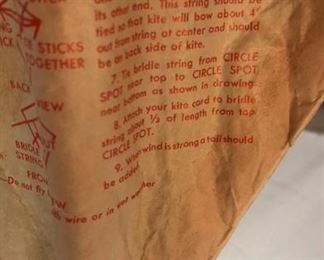 its other end. This string should
be tied so that kite will bow about 4"
out from string at center and should
be on back side of kite.
7. Tie bridle string from CIRCLE
SPOT near top to CIRCLE SPOT
near bottom as shown in drawing.
8. Attach your kite cord to bridle
string about ⅓ of length from top
CIRCLE SPOT.
9. When wind is strong a tail should
be added
STICKS
TOGETHER
BACK
VIEW
BRIDLE
STRING
—Do not fly
wire or in wet weather